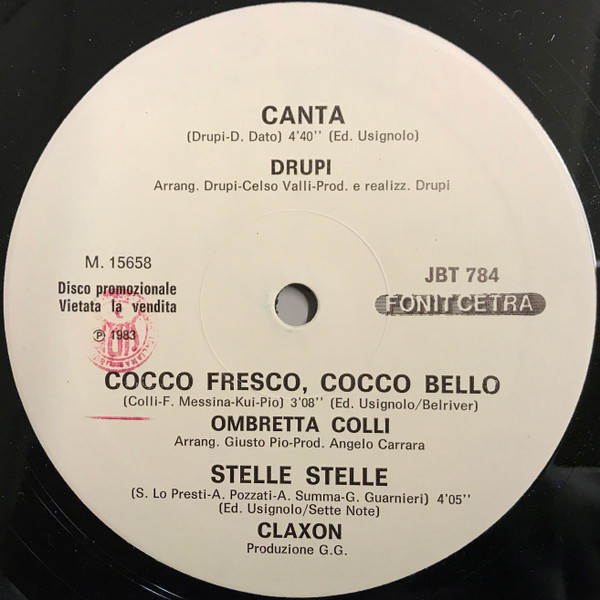 CANTA
(Drupi-D. Dato) 4'40'' (Ed. Usignolo)
DRUPI
Arrang. Drupi-Celso Valli-Prod. e realizz. Drupi
M. 15658
JBT 784
Disco promozionale
Vietata la vendita
FONIT CETRA
℗ 1983
COCCO FRESCO, COCCO BELLO
(Colli-F. Messina-Kui-Pio) 3'08'' (Ed. Usignolo/Belriver)
OMBRETTA COLLI
Arrang. Giusto Pio-Prod. Angelo Carrara
STELLE STELLE
(S. Lo Presti-A. Pozzati-A. Summa-G. Guarnieri) 4'05''
(Ed. Usignolo/Sette Note)
CLAXON
Produzione G.G.